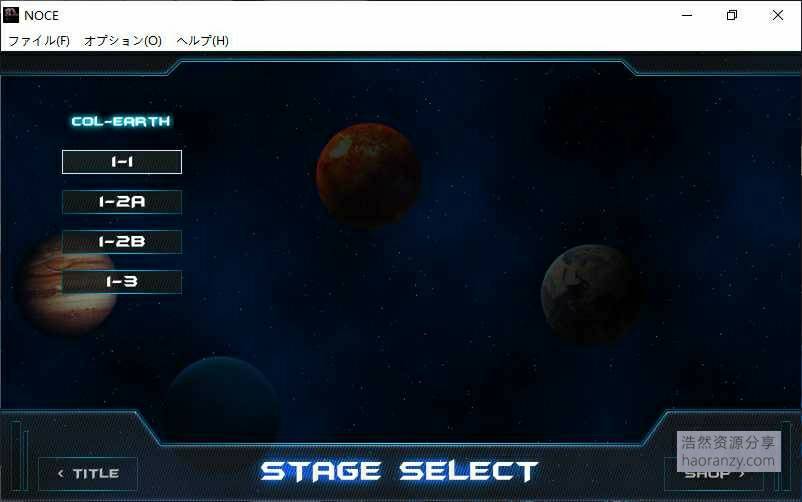 NOCE
ファイル(F) オプション(O) ヘルプ(H)
COL-EARTH
1-1
1-2A
1-2B
1-3
< TITLE
STAGE SELECT
SHOP >
浩然资源分享
haoranzy.com